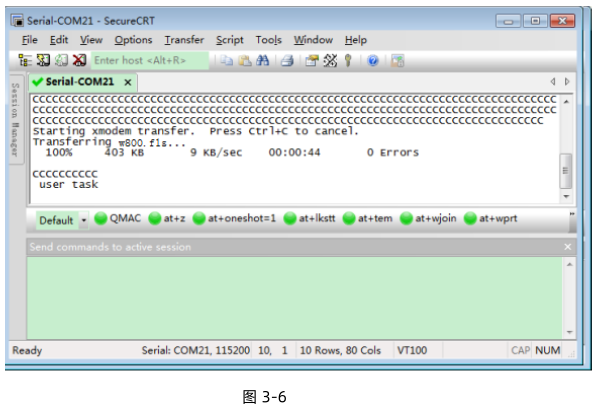 Serial-COM21 - SecureCRT
File Edit View Options Transfer Script Tools Window Help
Enter host <Alt+R>
Serial-COM21 x
Session Manager
CCCCCCCCCCCCCCCCCCCCCCCCCCCCCCCCCCCCCCCCCCCCCCCCCCCCCCCCCCCCCCCCCCCCCCCCCCCCCCCC
CCCCCCCCCCCCCCCCCCCCCCCCCCCCCCCCCCCCCCCCCCCCCCCCCCCCCCCCCCCCCCCCCCCCCCCCCCCCCCCC
CCCCCCCCCCCCCCCCCCCCCCCCCCCCCCCCCCCCCCCCCCCCCCCCCCCCCCCCCCCCCCCCCCCCCCCCCCCCCC
Starting xmodem transfer. Press Ctrl+C to cancel.
Transferring w800.fls...
100% 403 KB 9 KB/sec 00:00:44 0 Errors
CCCCCCCCCC
user task
Default QMAC at+z at+oneshot=1 at+lkstt at+tem at+wjoin at+wprt
Send commands to active session x
Ready Serial: COM21, 115200 10, 1 10 Rows, 80 Cols VT100 CAP NUM
图 3-6